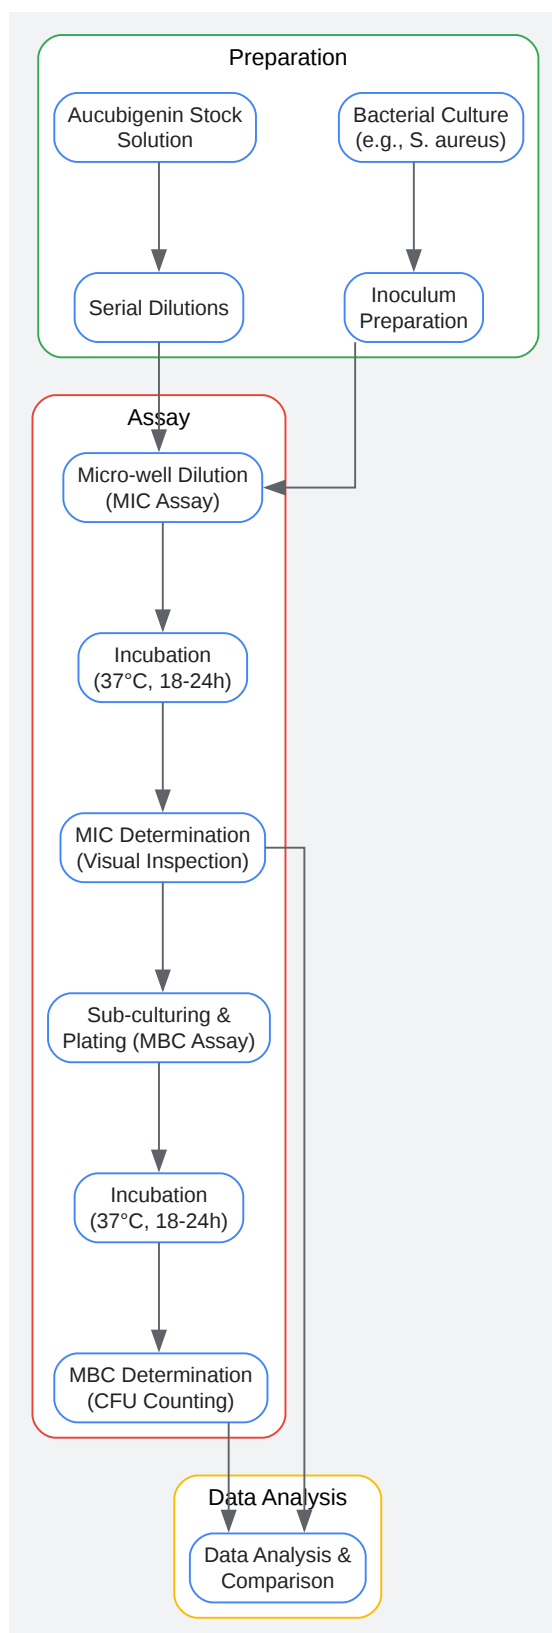 Preparation
Aucubigenin Stock
Solution
Bacterial Culture
(e.g., S. aureus)
Serial Dilutions
Inoculum
Preparation
Assay
Micro-well Dilution
(MIC Assay)
Incubation
(37°C, 18-24h)
MIC Determination
(Visual Inspection)
Sub-culturing &
Plating (MBC Assay)
Incubation
(37°C, 18-24h)
MBC Determination
(CFU Counting)
Data Analysis
Data Analysis &
Comparison